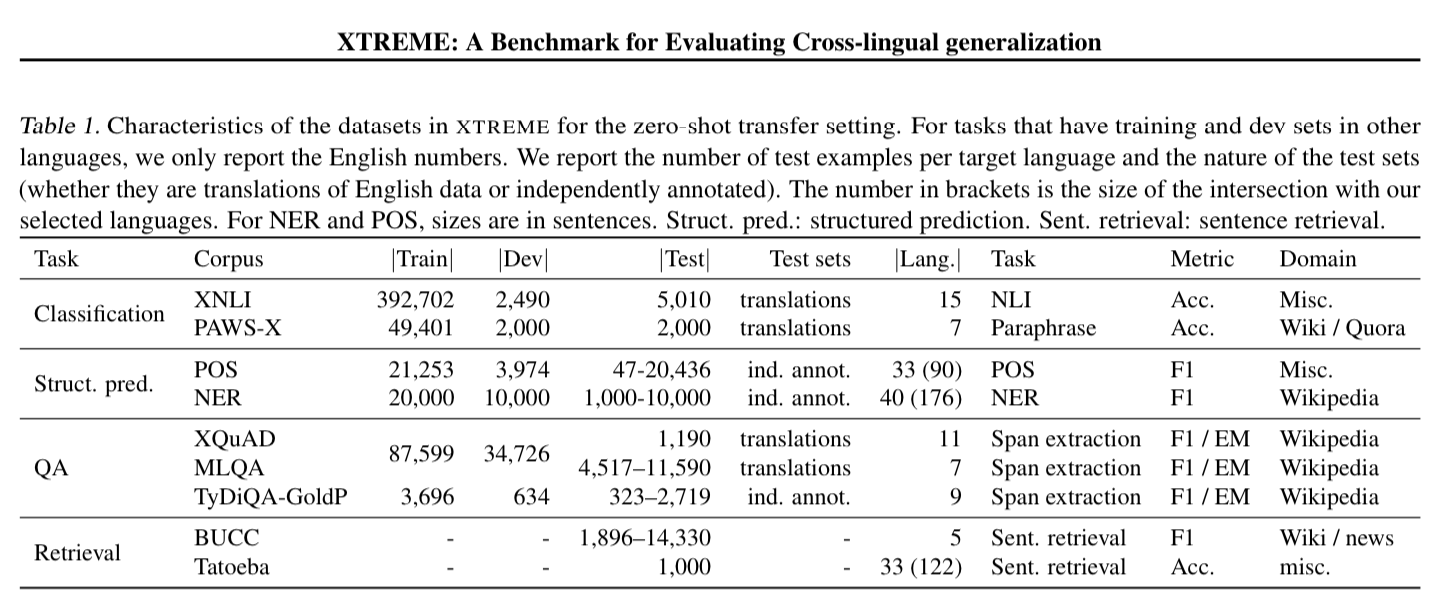 XTREME: A Benchmark for Evaluating Cross-lingual generalization
Table 1. Characteristics of the datasets in XTREME for the zero-shot transfer setting. For tasks that have training and dev sets in other
languages, we only report the English numbers. We report the number of test examples per target language and the nature of the test sets
(whether they are translations of English data or independently annotated). The number in brackets is the size of the intersection with our
selected languages. For NER and POS, sizes are in sentences. Struct. pred.: structured prediction. Sent. retrieval: sentence retrieval.
Task Corpus |Train| |Dev| |Test| Test sets |Lang.| Task Metric Domain
Classification
XNLI 392,702 2,490 5,010 translations 15 NLI Acc. Misc.
PAWS-X 49,401 2,000 2,000 translations 7 Paraphrase Acc. Wiki / Quora
Struct. pred.
POS 21,253 3,974 47-20,436 ind. annot. 33 (90) POS F1 Misc.
NER 20,000 10,000 1,000-10,000 ind. annot. 40 (176) NER F1 Wikipedia
QA
XQuAD 87,599 34,726 1,190 translations 11 Span extraction F1 / EM Wikipedia
MLQA 4,517–11,590 translations 7 Span extraction F1 / EM Wikipedia
TyDiQA-GoldP 3,696 634 323–2,719 ind. annot. 9 Span extraction F1 / EM Wikipedia
Retrieval
BUCC - - 1,896–14,330 - 5 Sent. retrieval F1 Wiki / news
Tatoeba - - 1,000 - 33 (122) Sent. retrieval Acc. misc.